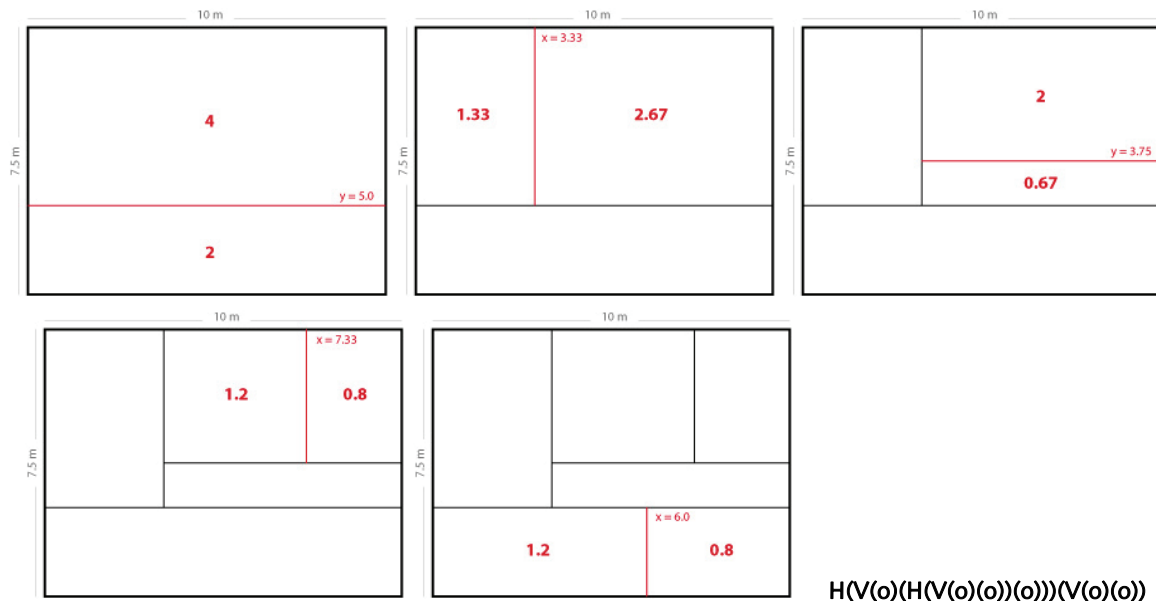 10 m
7.5 m
4
y = 5.0
2
10 m
7.5 m
x = 3.33
1.33
2.67
10 m
7.5 m
2
y = 3.75
0.67
10 m
7.5 m
x = 7.33
1.2
0.8
10 m
7.5 m
x = 6.0
1.2
0.8
H(V(o)(H(V(o)(o))(o)))(V(o)(o))